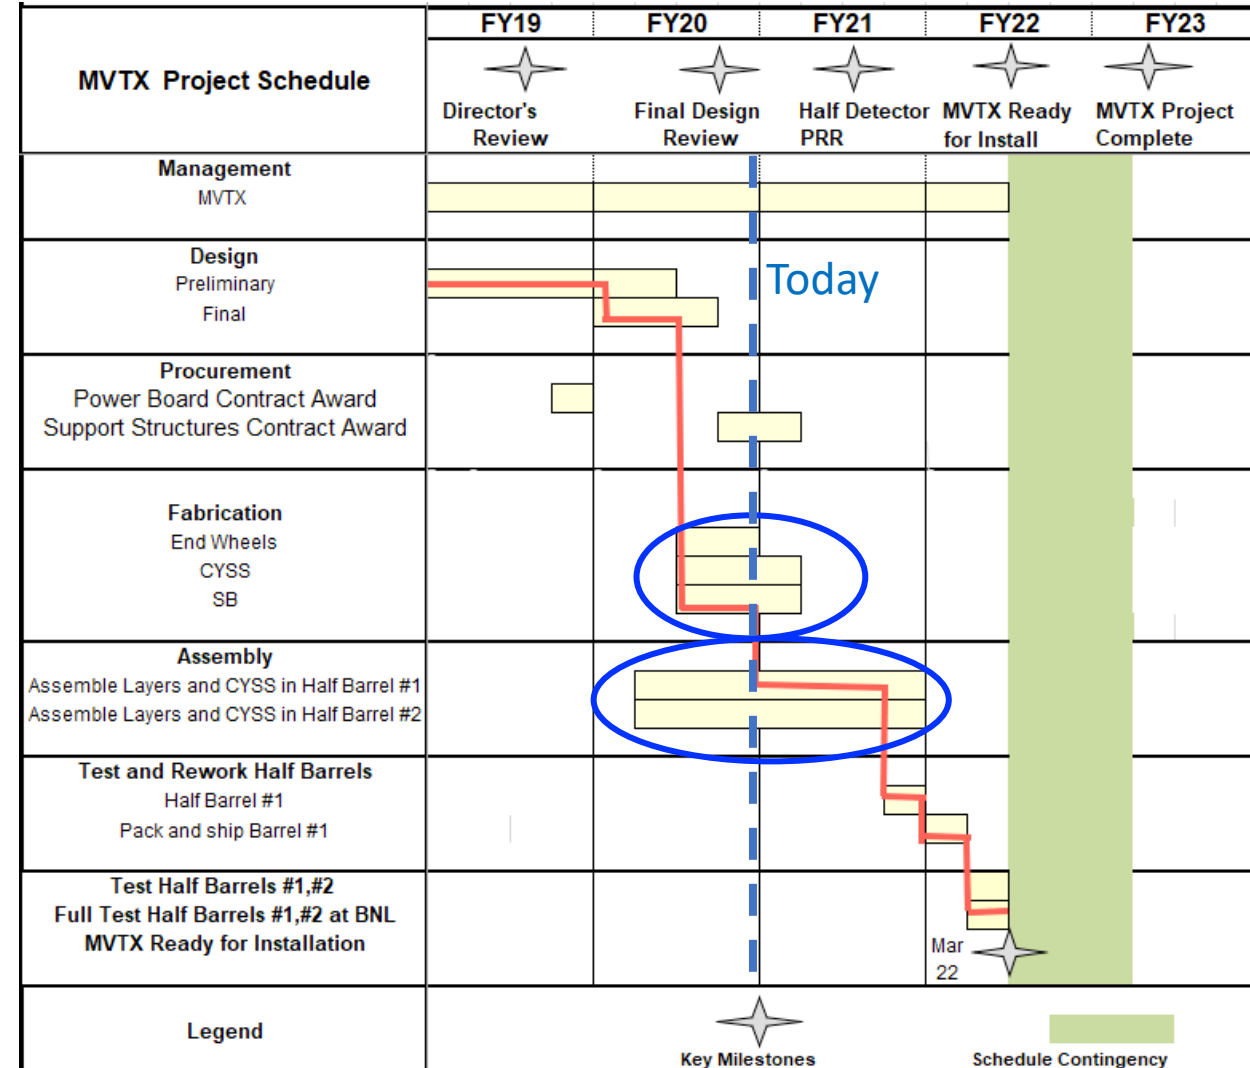 FY19 FY20 FY21 FY22 FY23
MVTX Project Schedule
Director's Review
Final Design Review
Half Detector PRR
MVTX Ready for Install
MVTX Project Complete
Management
MVTX
Today
Design
Preliminary
Final
Procurement
Power Board Contract Award
Support Structures Contract Award
Fabrication
End Wheels
CYSS
SB
Assembly
Assemble Layers and CYSS in Half Barrel #1
Assemble Layers and CYSS in Half Barrel #2
Test and Rework Half Barrels
Half Barrel #1
Pack and ship Barrel #1
Test Half Barrels #1,#2
Full Test Half Barrels #1,#2 at BNL
MVTX Ready for Installation
Mar
22
Legend
Key Milestones
Schedule Contingency